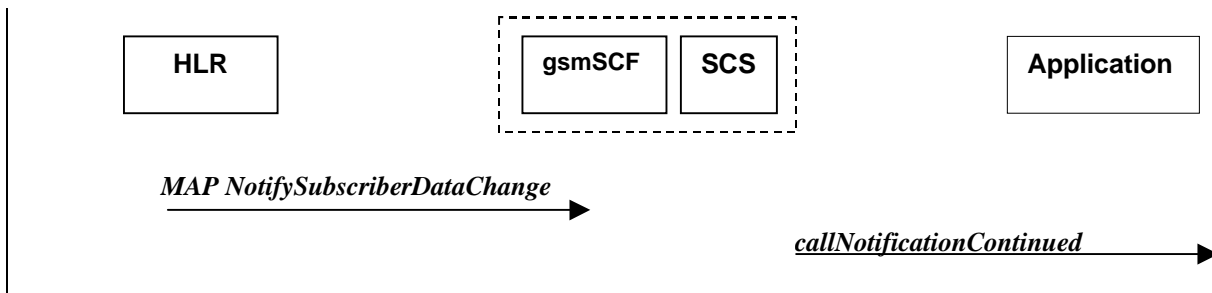 HLR gsmSCF SCS Application
MAP NotifySubscriberDataChange
callNotificationContinued